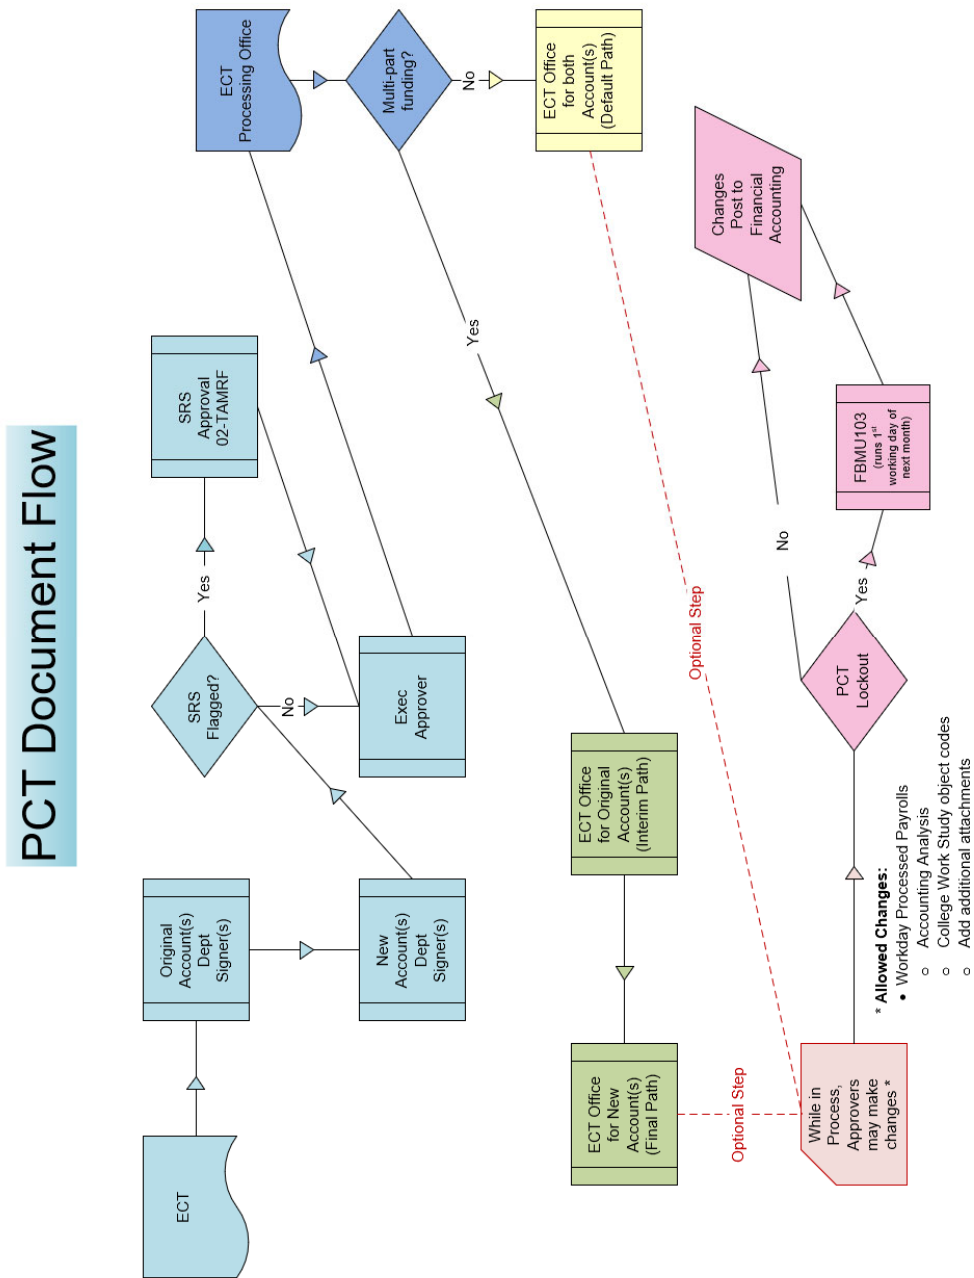 PCT Document Flow
ECT
Original
Account(s)
Dept
Signer(s)
New
Account(s)
Dept
Signer(s)
SRS
Flagged?
Yes
No
SRS
Approval
02-TAMRF
Exec
Approver
ECT
Processing Office
Multi-part
funding?
No
Yes
ECT Office
for both
Account(s)
(Default Path)
ECT Office
for Original
Account(s)
(Interim Path)
ECT Office
for New
Account(s)
(Final Path)
Optional Step
Optional Step
While in
Process,
Approvers
may make
changes *
PCT
Lockout
Yes
No
FBMU103
(runs 1st
working day of
next month)
Changes
Post to
Financial
Accounting
* Allowed Changes:
• Workday Processed Payrolls
o Accounting Analysis
o College Work Study object codes
o Add additional attachments